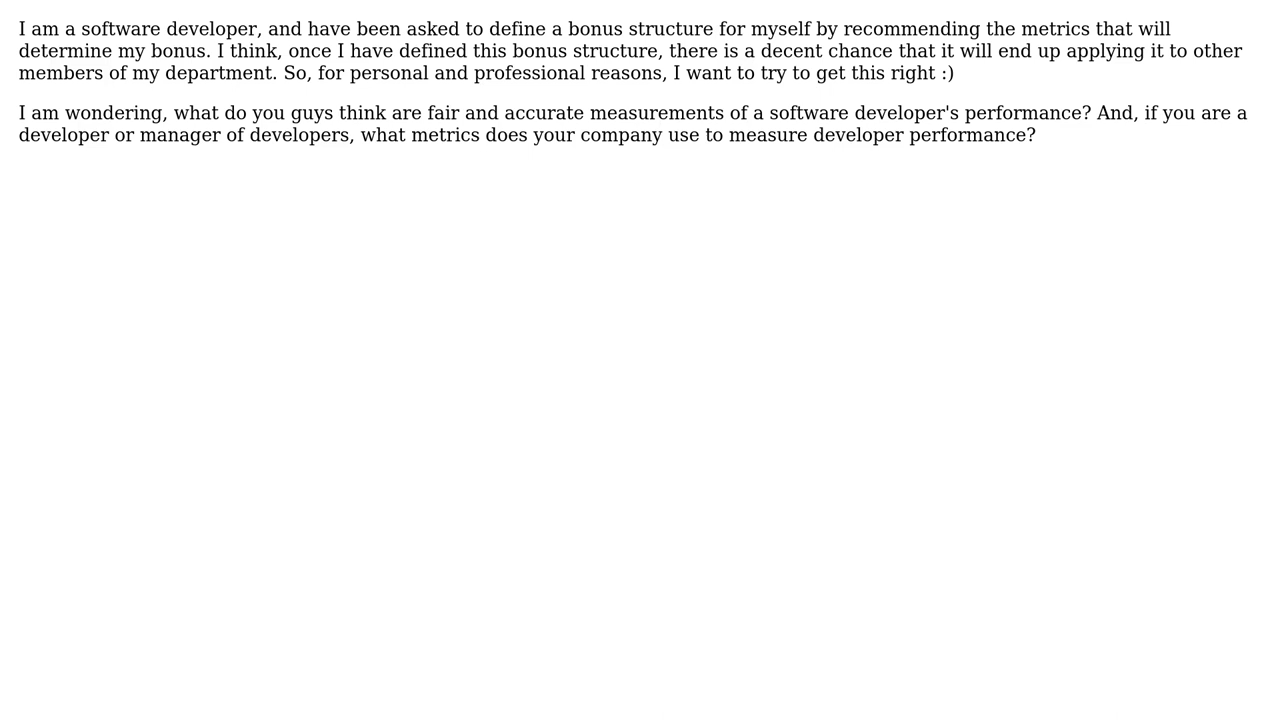 I am a software developer, and have been asked to define a bonus structure for myself by recommending the metrics that will
determine my bonus. I think, once I have defined this bonus structure, there is a decent chance that it will end up applying it to other
members of my department. So, for personal and professional reasons, I want to try to get this right :)
I am wondering, what do you guys think are fair and accurate measurements of a software developer's performance? And, if you are a
developer or manager of developers, what metrics does your company use to measure developer performance?